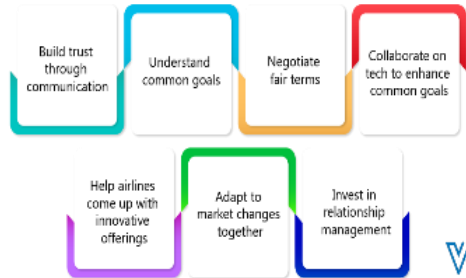 Build trust
through
communication
Understand
common goals
Negotiate
fair terms
Collaborate on
tech to enhance
common goals
Help airlines
come up with
innovative
offerings
Adapt to
market changes
together
Invest in
relationship
management